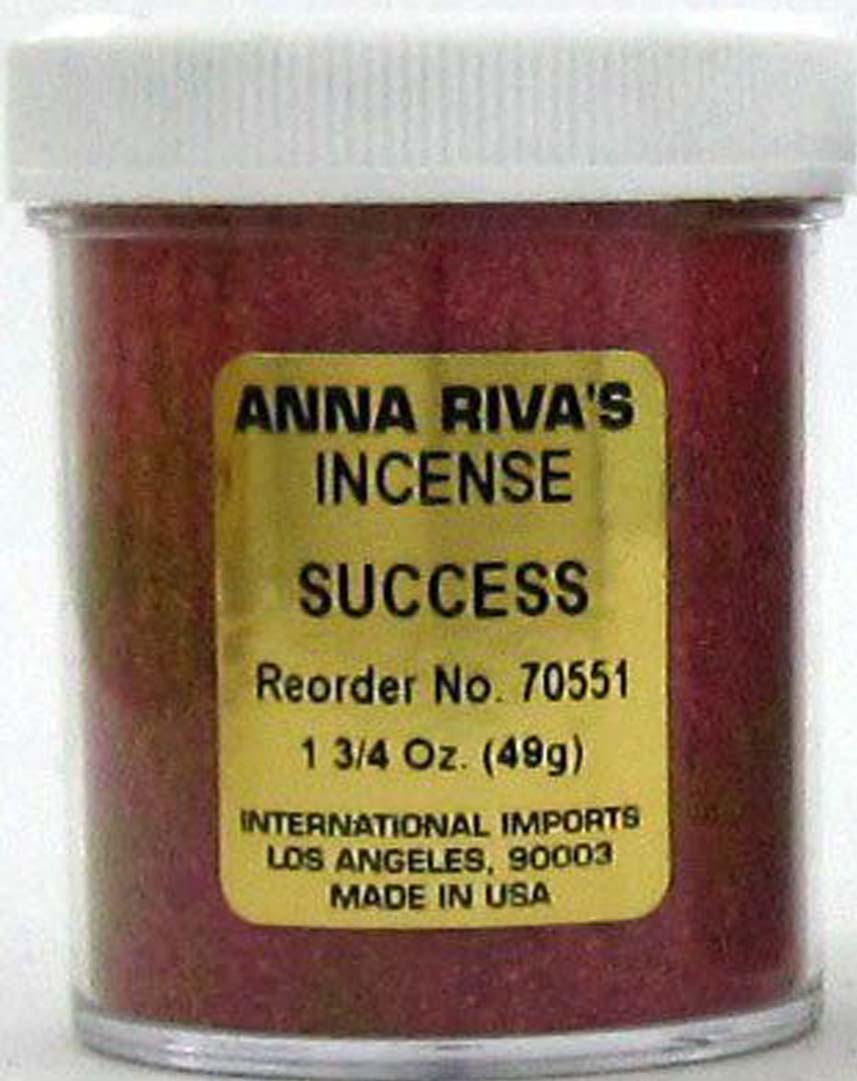 ANNA RIVA'S
INCENSE
SUCCESS
Reorder No. 70551
1 3/4 Oz. (49g)
INTERNATIONAL IMPORTS
LOS ANGELES, 90003
MADE IN USA